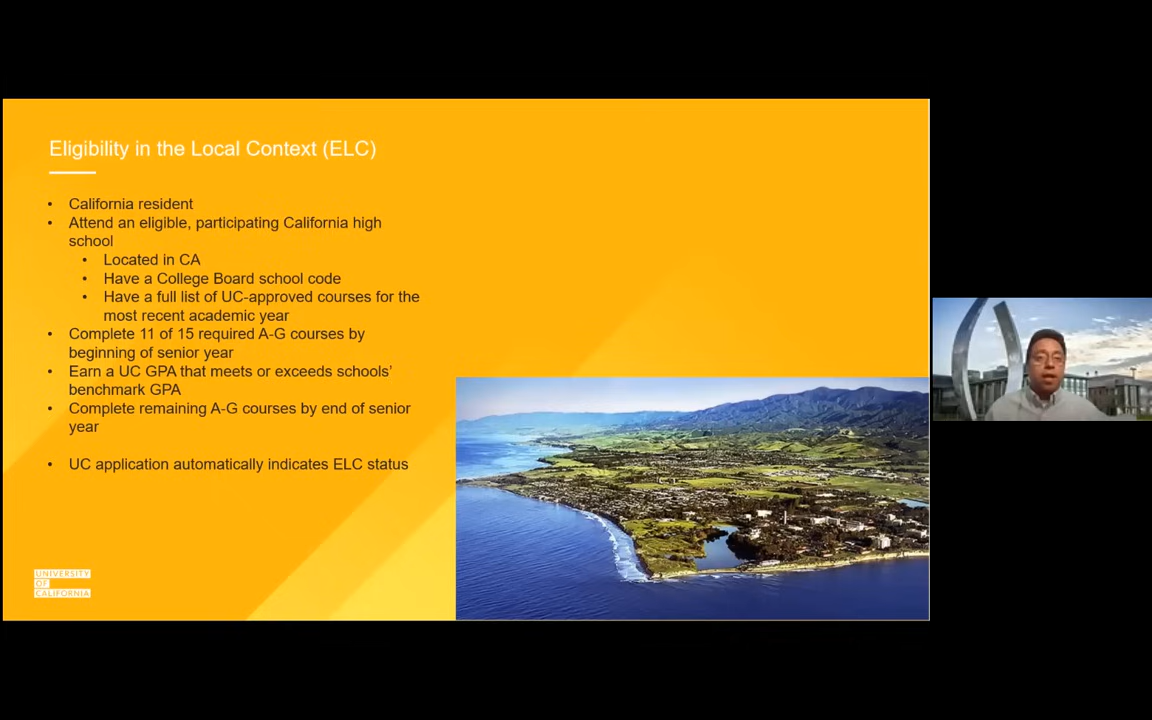 Eligibility in the Local Context (ELC)
• California resident
• Attend an eligible, participating California high
school
• Located in CA
• Have a College Board school code
• Have a full list of UC-approved courses for the
most recent academic year
• Complete 11 of 15 required A-G courses by
beginning of senior year
• Earn a UC GPA that meets or exceeds schools’
benchmark GPA
• Complete remaining A-G courses by end of senior
year
• UC application automatically indicates ELC status
UNIVERSITY
OF
CALIFORNIA